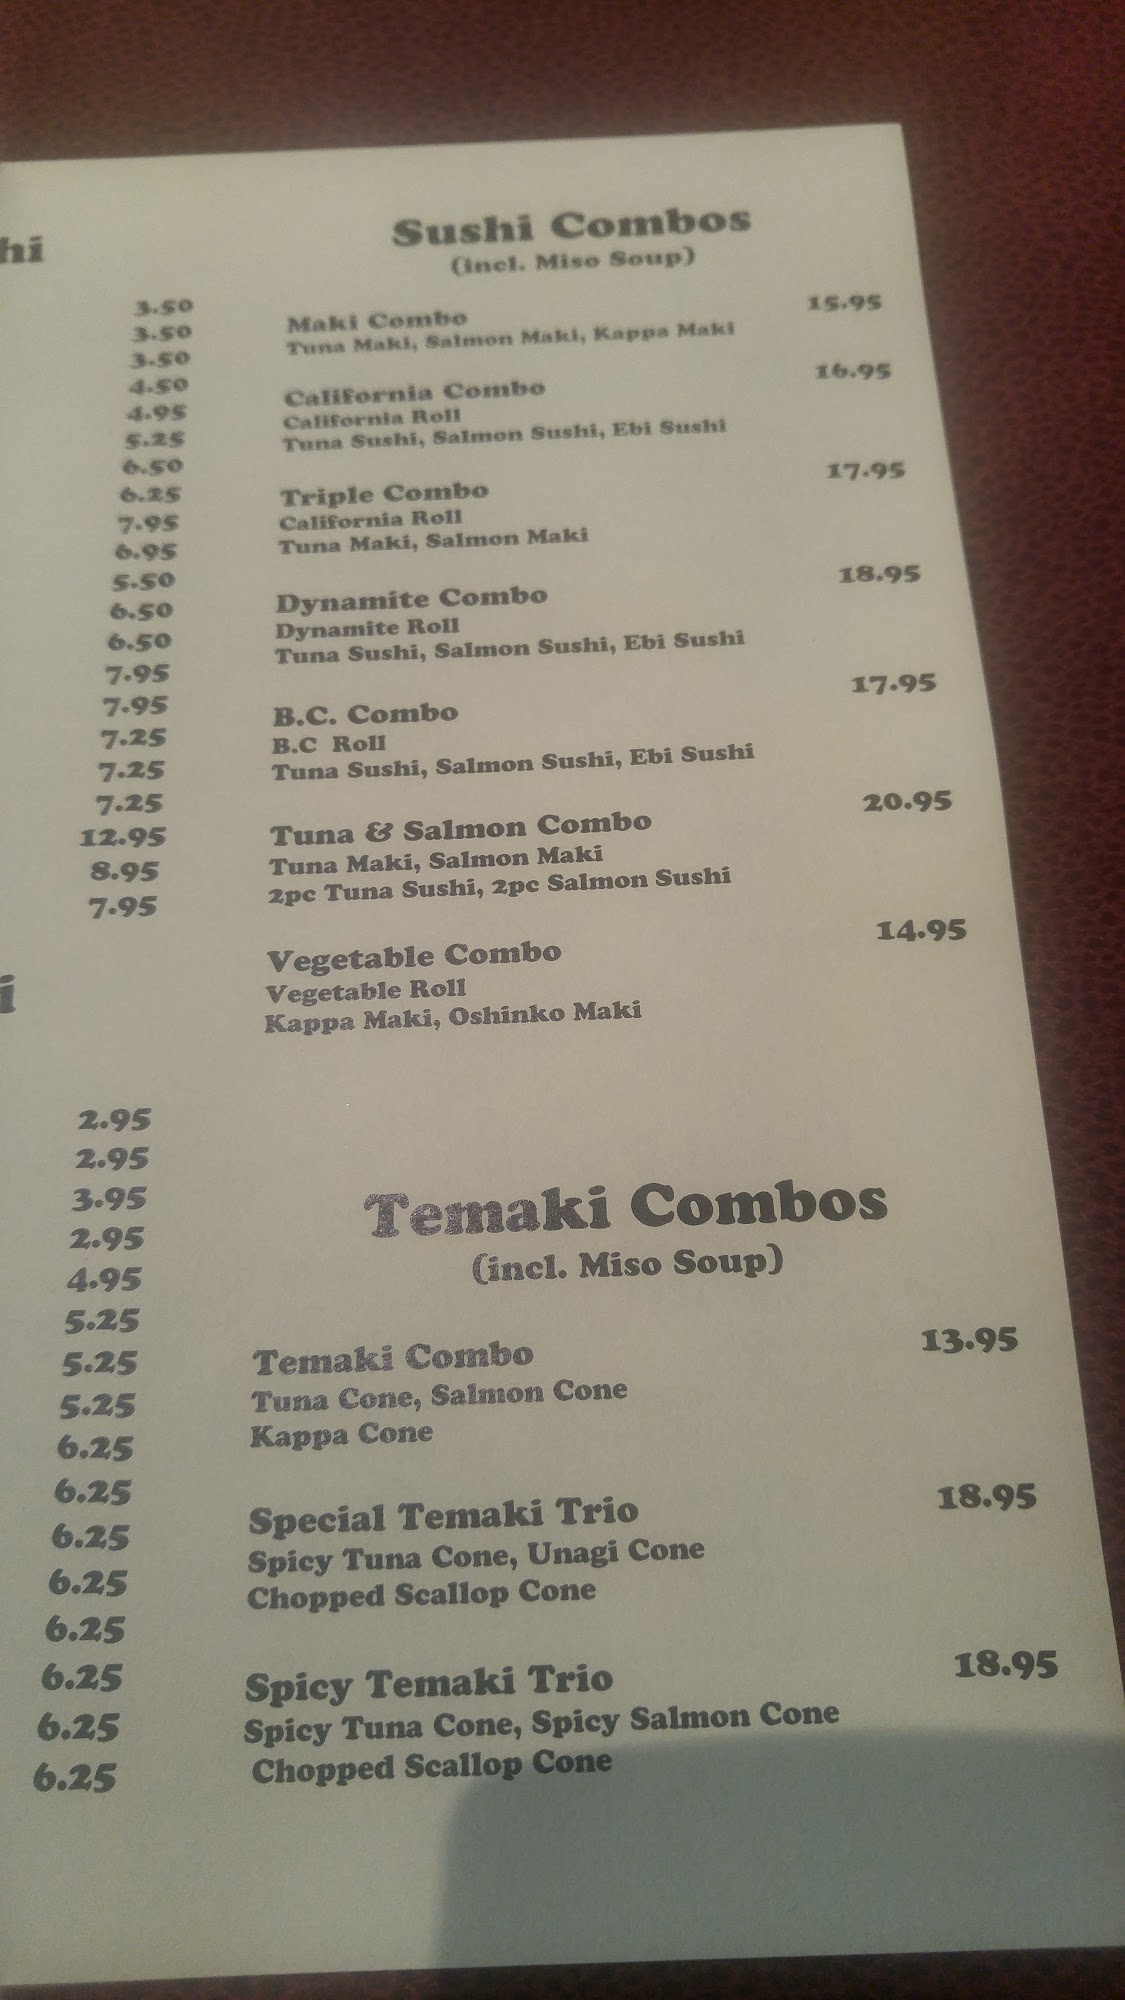 hi
3.50
3.50
3.50
4.50
4.95
5.25
6.50
6.25
7.95
6.95
5.50
6.50
6.50
7.95
7.95
7.25
7.25
7.25
12.95
8.95
7.95
i
2.95
2.95
3.95
2.95
4.95
5.25
5.25
5.25
6.25
6.25
6.25
6.25
6.25
6.25
6.25
6.25
Sushi Combos
(incl. Miso Soup)
Maki Combo 15.95
Tuna Maki, Salmon Maki, Kappa Maki
California Combo 16.95
California Roll
Tuna Sushi, Salmon Sushi, Ebi Sushi
Triple Combo 17.95
California Roll
Tuna Maki, Salmon Maki
Dynamite Combo 18.95
Dynamite Roll
Tuna Sushi, Salmon Sushi, Ebi Sushi
B.C. Combo 17.95
B.C Roll
Tuna Sushi, Salmon Sushi, Ebi Sushi
Tuna & Salmon Combo 20.95
Tuna Maki, Salmon Maki
2pc Tuna Sushi, 2pc Salmon Sushi
Vegetable Combo 14.95
Vegetable Roll
Kappa Maki, Oshinko Maki
Temaki Combos
(incl. Miso Soup)
Temaki Combo 13.95
Tuna Cone, Salmon Cone
Kappa Cone
Special Temaki Trio 18.95
Spicy Tuna Cone, Unagi Cone
Chopped Scallop Cone
Spicy Temaki Trio 18.95
Spicy Tuna Cone, Spicy Salmon Cone
Chopped Scallop Cone